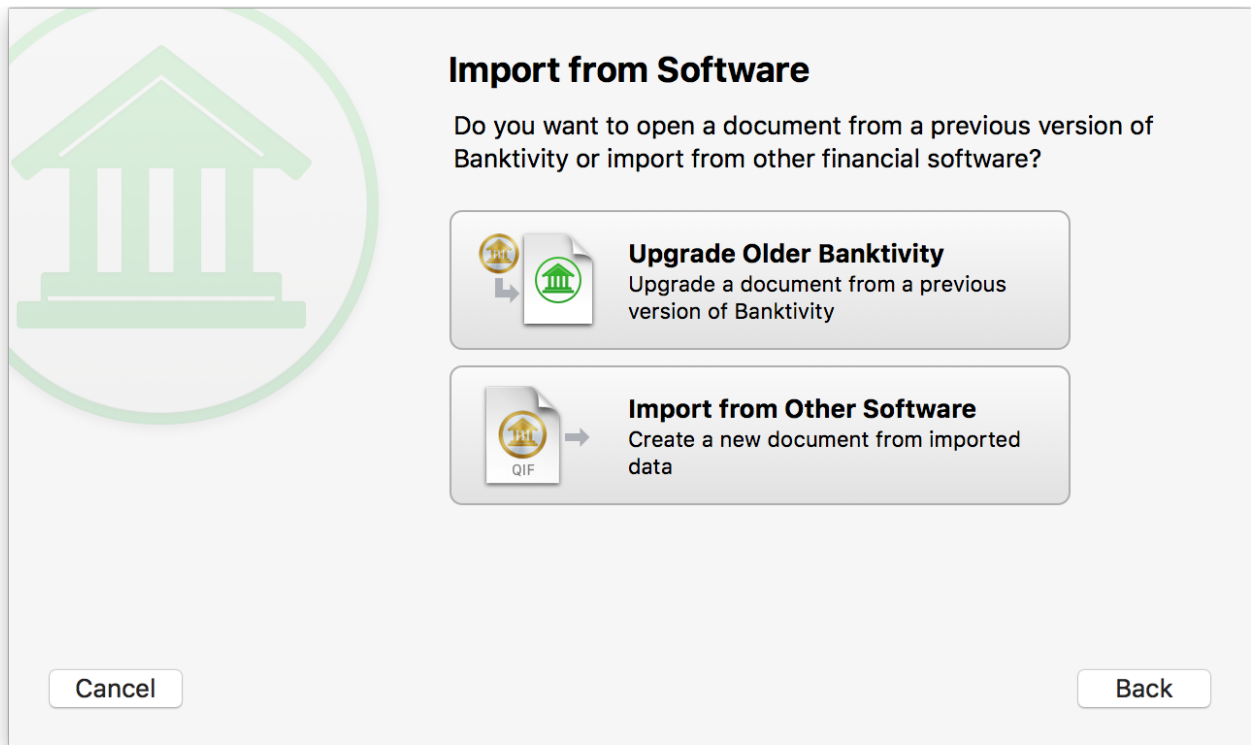 Import from Software
Do you want to open a document from a previous version of
Banktivity or import from other financial software?
Upgrade Older Banktivity
Upgrade a document from a previous
version of Banktivity
Import from Other Software
Create a new document from imported
data
QIF
Cancel
Back